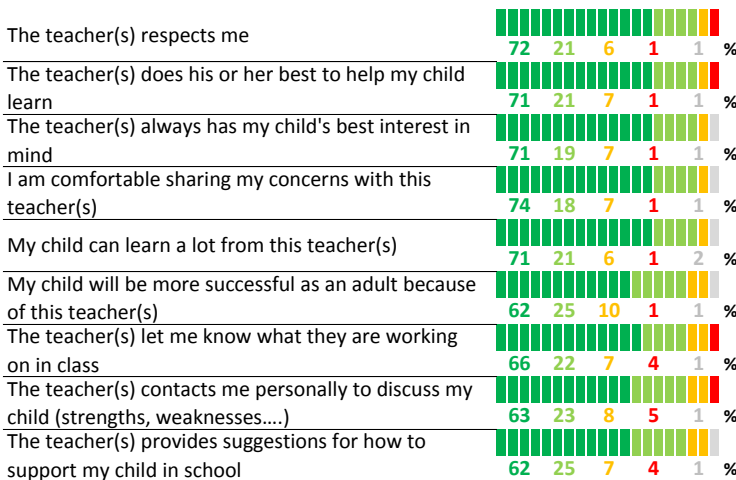 The teacher(s) respects me
72 21 6 1 1 %
The teacher(s) does his or her best to help my child
learn
71 21 7 1 1 %
The teacher(s) always has my child's best interest in
mind
71 19 7 1 1 %
I am comfortable sharing my concerns with this
teacher(s)
74 18 7 1 1 %
My child can learn a lot from this teacher(s)
71 21 6 1 2 %
My child will be more successful as an adult because
of this teacher(s)
62 25 10 1 1 %
The teacher(s) let me know what they are working
on in class
66 22 7 4 1 %
The teacher(s) contacts me personally to discuss my
child (strengths, weaknesses....)
63 23 8 5 1 %
The teacher(s) provides suggestions for how to
support my child in school
62 25 7 4 1 %